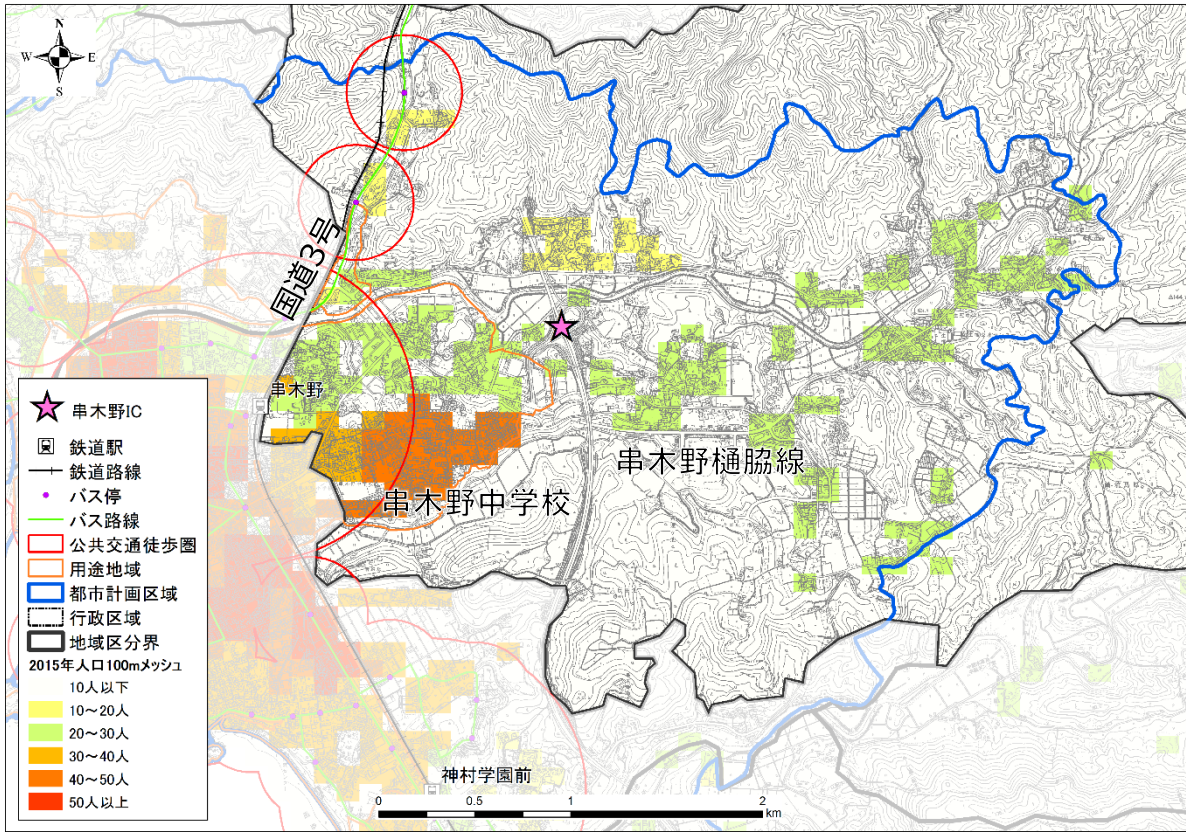 N
W
E
S
国道3号
串木野
串木野樋脇線
串木野中学校
神村学園前
串木野IC
鉄道駅
鉄道路線
バス停
バス路線
公共交通徒歩圏
用途地域
都市計画区域
行政区域
地域区分界
2015年人口100mメッシュ
10人以下
10~20人
20~30人
30~40人
40~50人
50人以上
0 0.5 1 2
km